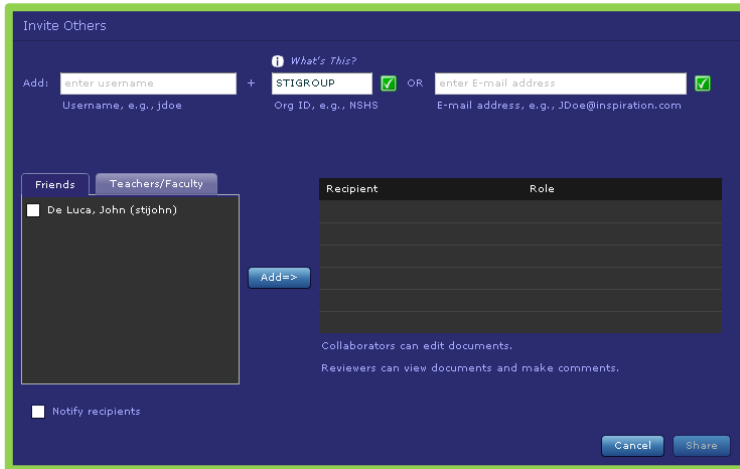 Invite Others
What's This?
Add: enter username + STIGROUP OR enter E-mail address
Username, e.g., jdoe Org ID, e.g., NSHS E-mail address, e.g., JDoe@inspiration.com
Friends Teachers/Faculty
Recipient Role
De Luca, John (stijohn)
Add=>
Collaborators can edit documents.
Reviewers can view documents and make comments.
Notify recipients
Cancel Share